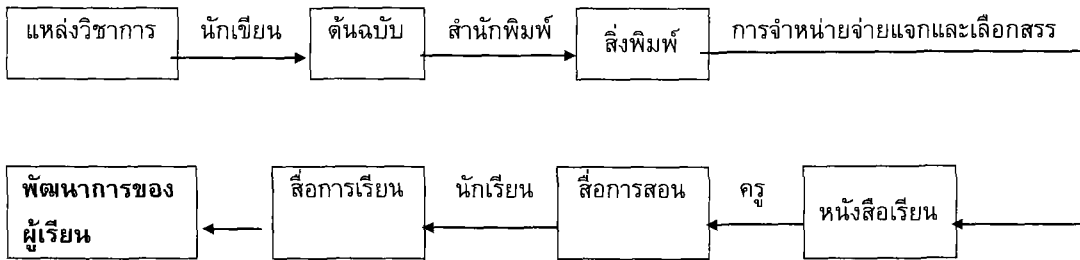 แหล่งวิชาการ นักเขียน ต้นฉบับ สำนักพิมพ์ สิ่งพิมพ์ การจำหน่ายจ่ายแจกและเลือกสรร
พัฒนาการของ สื่อการเรียน นักเรียน สื่อการสอน ครู หนังสือเรียน
ผู้เรียน